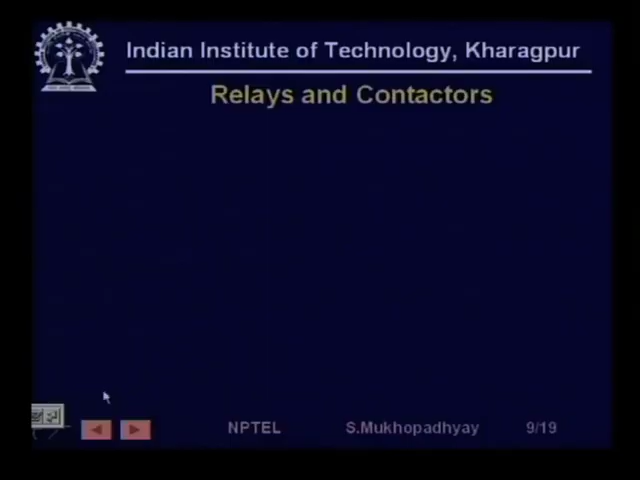 Indian Institute of Technology, Kharagpur
Relays and Contactors
NPTEL S.Mukhopadhyay 9/19